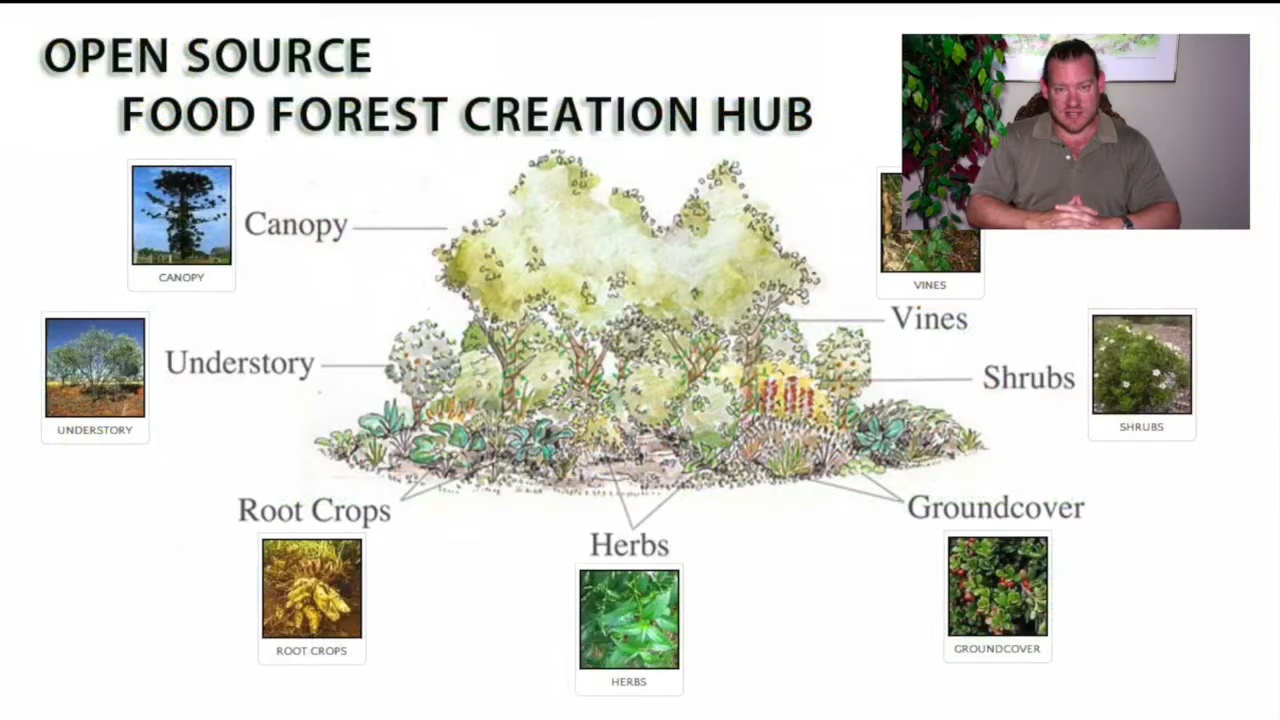 OPEN SOURCE
FOOD FOREST CREATION HUB
Canopy
CANOPY
VINES
Vines
Understory
UNDERSTORY
Shrubs
SHRUBS
Root Crops
ROOT CROPS
Herbs
HERBS
Groundcover
GROUNDCOVER